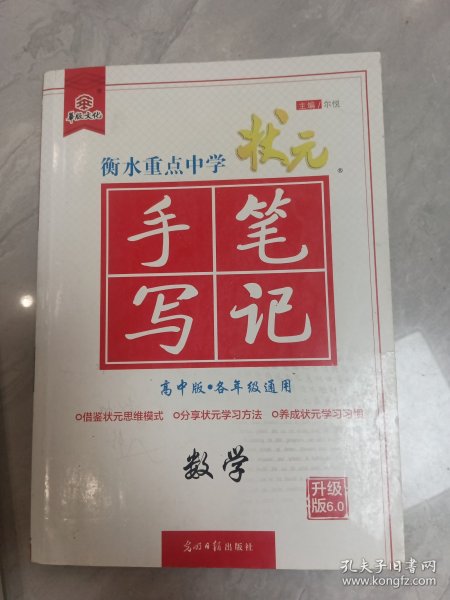 华航文化
主编/尔悦
衡水重点中学 状元
®
手写笔记
高中版·各年级通用
借鉴状元思维模式 分享状元学习方法 养成状元学习习惯
数学
升级
版6.0
光明日报出版社
孔夫子旧书网
www.kongfz.com